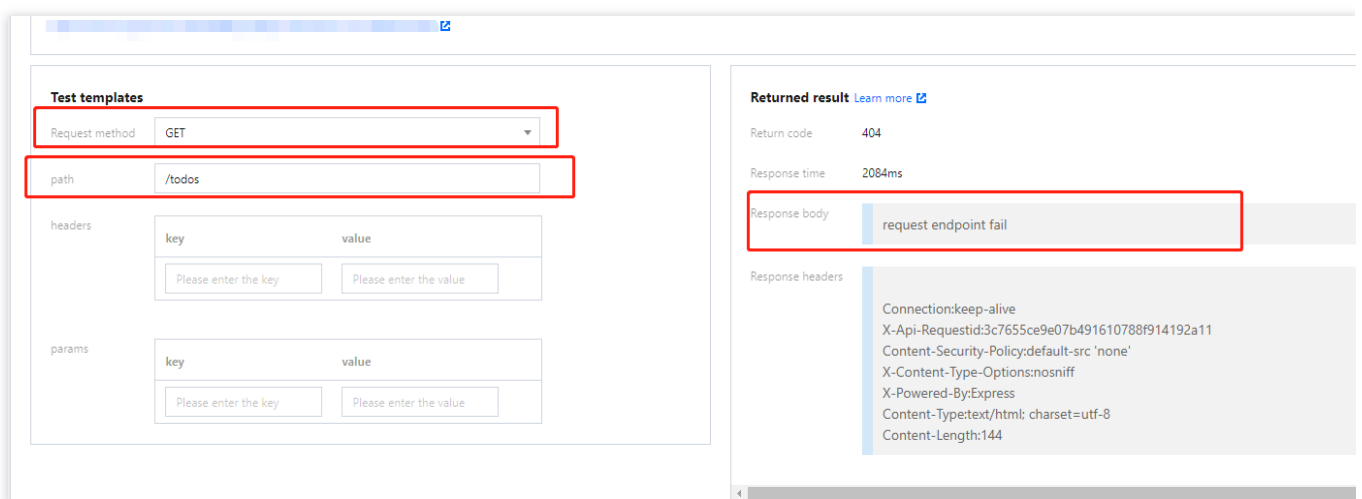 Test templates
Request method GET
path /todos
headers
key value
Please enter the key Please enter the value
params
key value
Please enter the key Please enter the value
Returned result Learn more
Return code 404
Response time 2084ms
Response body request endpoint fail
Response headers
Connection:keep-alive
X-Api-Requestid:3c7655ce9e07b491610788f914192a11
Content-Security-Policy:default-src 'none'
X-Content-Type-Options:nosniff
X-Powered-By:Express
Content-Type:text/html; charset=utf-8
Content-Length:144